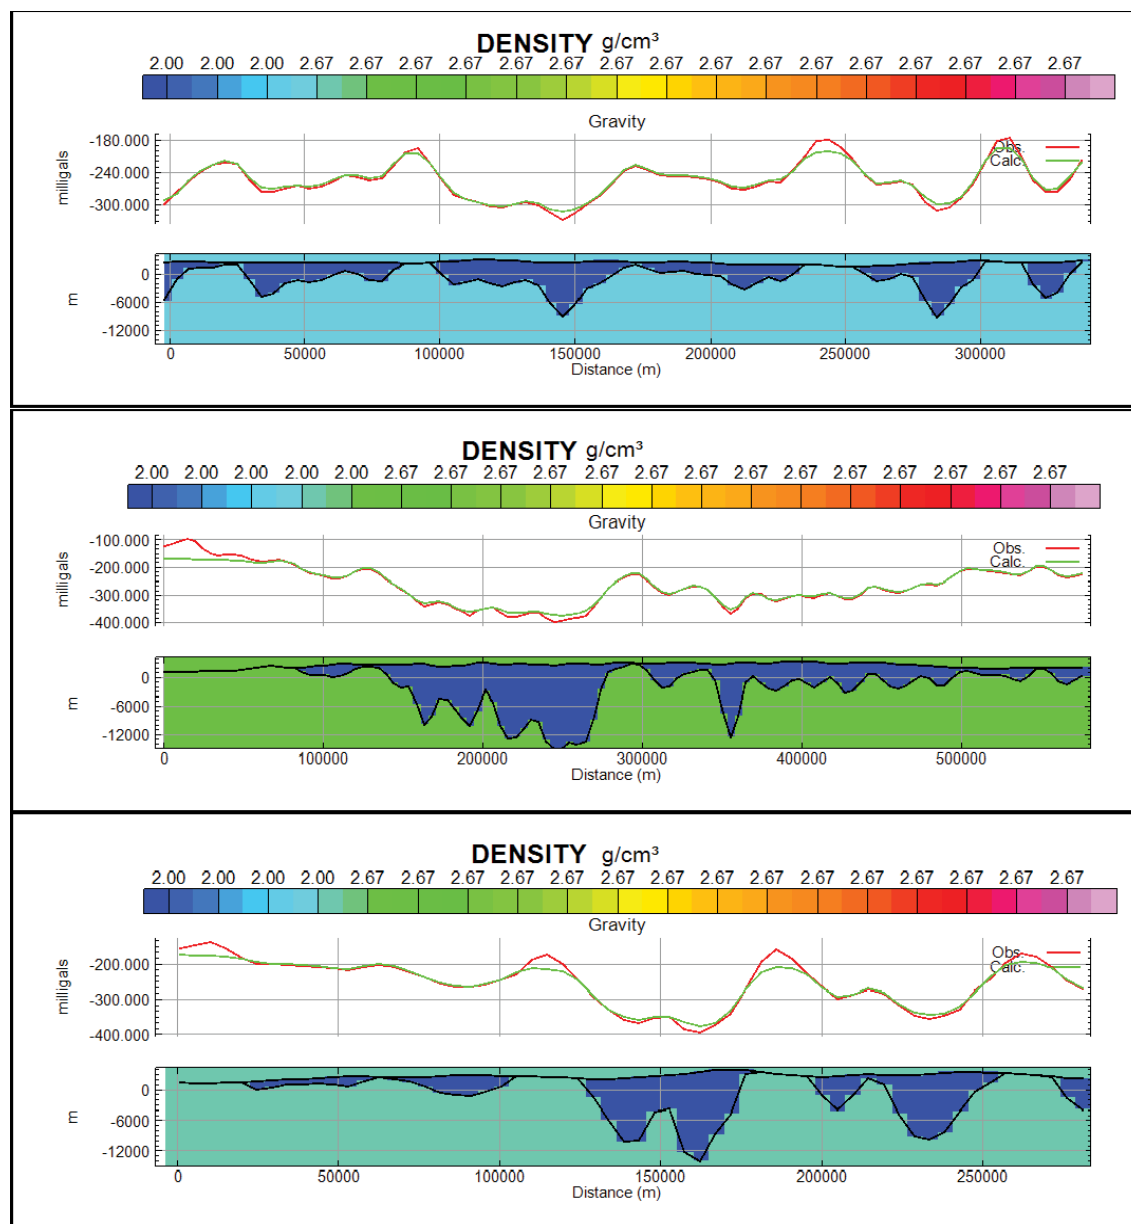 DENSITY g/cm³
2.00 2.00 2.00 2.67 2.67 2.67 2.67 2.67 2.67 2.67 2.67 2.67 2.67 2.67 2.67 2.67 2.67 2.67 2.67
Gravity
-180.000
-240.000
-300.000
milligals
Obs.
Calc.
0
-6000
-12000
m
0 50000 100000 150000 200000 250000 300000
Distance (m)
DENSITY g/cm³
2.00 2.00 2.00 2.00 2.00 2.67 2.67 2.67 2.67 2.67 2.67 2.67 2.67 2.67 2.67 2.67 2.67 2.67 2.67
Gravity
-100.000
-200.000
-300.000
-400.000
milligals
Obs.
Calc.
0
-6000
-12000
m
0 100000 200000 300000 400000 500000
Distance (m)
DENSITY g/cm³
2.00 2.00 2.00 2.00 2.67 2.67 2.67 2.67 2.67 2.67 2.67 2.67 2.67 2.67 2.67 2.67 2.67 2.67 2.67
Gravity
-200.000
-300.000
-400.000
milligals
Obs.
Calc.
0
-6000
-12000
m
0 50000 100000 150000 200000 250000
Distance (m)